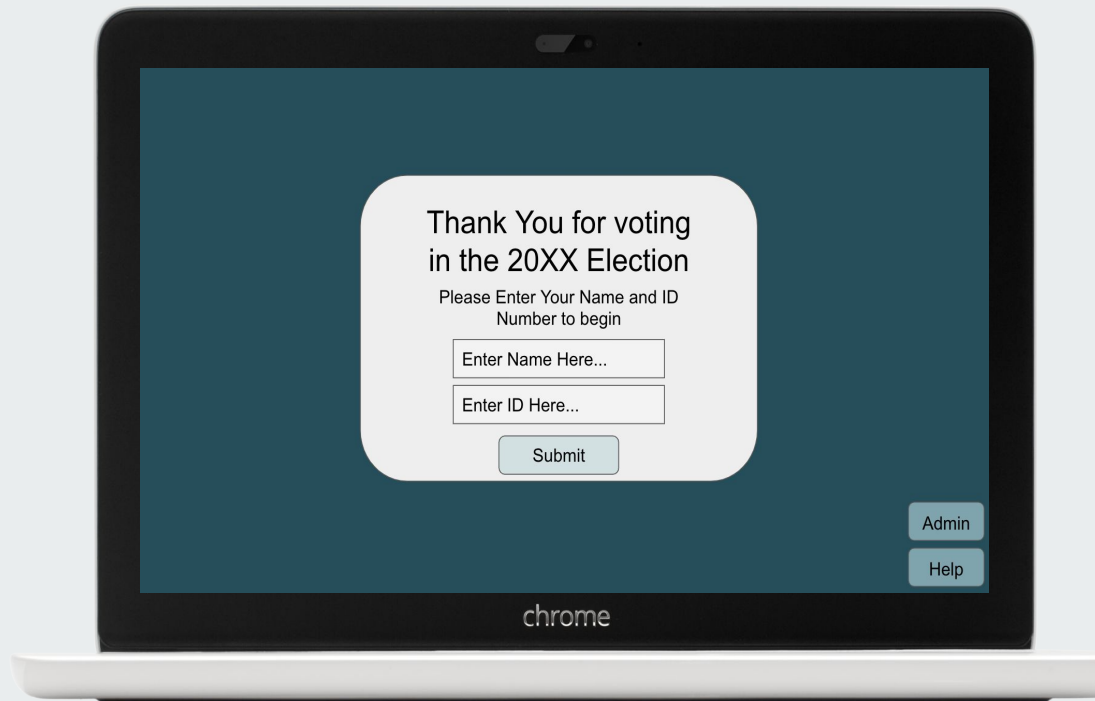 Thank You for voting
in the 20XX Election
Please Enter Your Name and ID
Number to begin
Enter Name Here...
Enter ID Here...
Submit
Admin
Help
chrome